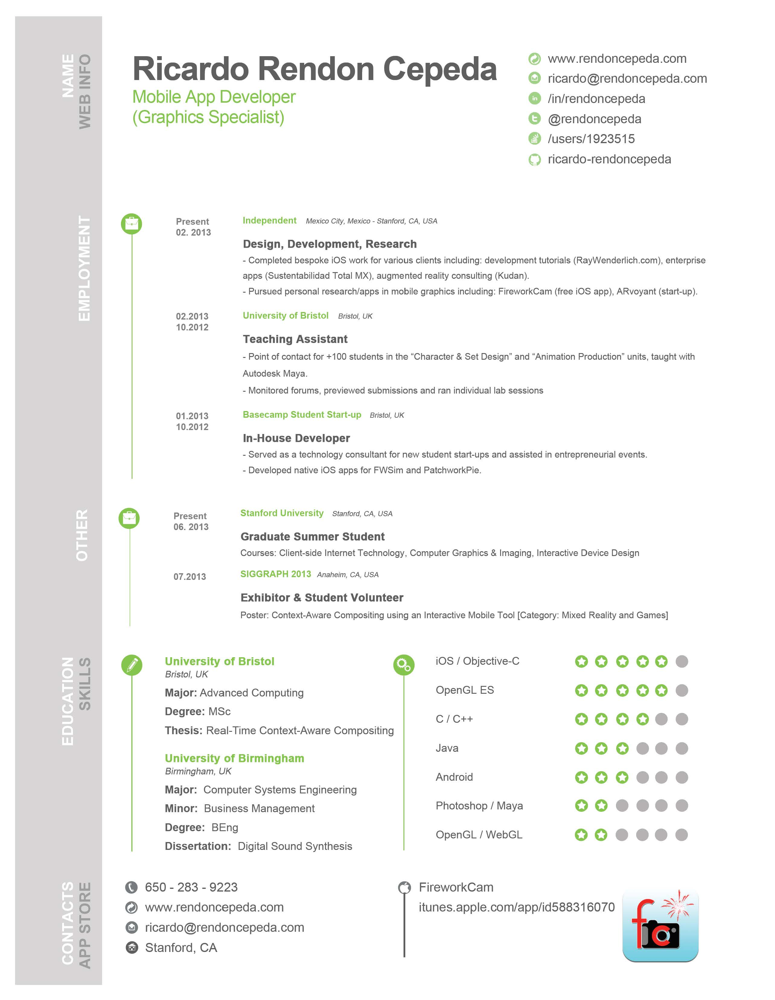 NAME
WEB INFO
Ricardo Rendon Cepeda
Mobile App Developer
(Graphics Specialist)
www.rendoncepeda.com
ricardo@rendoncepeda.com
in
/in/rendoncepeda
t
@rendoncepeda
/users/1923515
ricardo-rendoncepeda
EMPLOYMENT
Present
02. 2013
Independent Mexico City, Mexico - Stanford, CA, USA
Design, Development, Research
- Completed bespoke iOS work for various clients including: development tutorials (RayWenderlich.com), enterprise
apps (Sustentabilidad Total MX), augmented reality consulting (Kudan).
- Pursued personal research/apps in mobile graphics including: FireworkCam (free iOS app), ARvoyant (start-up).
02.2013
10.2012
University of Bristol Bristol, UK
Teaching Assistant
- Point of contact for +100 students in the “Character & Set Design” and “Animation Production” units, taught with
Autodesk Maya.
- Monitored forums, previewed submissions and ran individual lab sessions
01.2013
10.2012
Basecamp Student Start-up Bristol, UK
In-House Developer
- Served as a technology consultant for new student start-ups and assisted in entrepreneurial events.
- Developed native iOS apps for FWSim and PatchworkPie.
OTHER
Present
06. 2013
Stanford University Stanford, CA, USA
Graduate Summer Student
Courses: Client-side Internet Technology, Computer Graphics & Imaging, Interactive Device Design
07.2013
SIGGRAPH 2013 Anaheim, CA, USA
Exhibitor & Student Volunteer
Poster: Context-Aware Compositing using an Interactive Mobile Tool [Category: Mixed Reality and Games]
EDUCATION
SKILLS
University of Bristol
Bristol, UK
Major: Advanced Computing
Degree: MSc
Thesis: Real-Time Context-Aware Compositing
University of Birmingham
Birmingham, UK
Major: Computer Systems Engineering
Minor: Business Management
Degree: BEng
Dissertation: Digital Sound Synthesis
iOS / Objective-C
OpenGL ES
C / C++
Java
Android
Photoshop / Maya
OpenGL / WebGL
CONTACTS
APP STORE
650 - 283 - 9223
www.rendoncepeda.com
ricardo@rendoncepeda.com
Stanford, CA
FireworkCam
itunes.apple.com/app/id588316070
fc